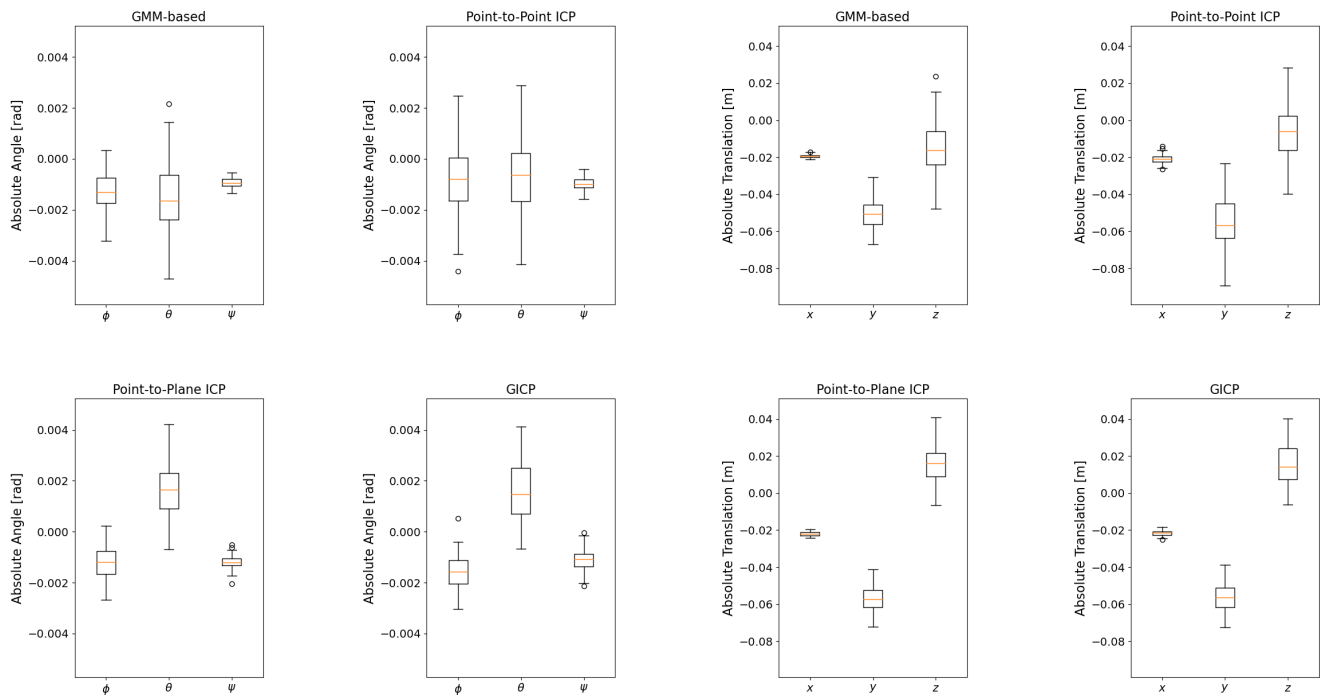 GMM-based
Absolute Angle [rad]
0.004
0.002
0.000
−0.002
−0.004
ϕ θ ψ
Point-to-Point ICP
Absolute Angle [rad]
0.004
0.002
0.000
−0.002
−0.004
ϕ θ ψ
GMM-based
Absolute Translation [m]
0.04
0.02
0.00
−0.02
−0.04
−0.06
−0.08
x y z
Point-to-Point ICP
Absolute Translation [m]
0.04
0.02
0.00
−0.02
−0.04
−0.06
−0.08
x y z
Point-to-Plane ICP
Absolute Angle [rad]
0.004
0.002
0.000
−0.002
−0.004
ϕ θ ψ
GICP
Absolute Angle [rad]
0.004
0.002
0.000
−0.002
−0.004
ϕ θ ψ
Point-to-Plane ICP
Absolute Translation [m]
0.04
0.02
0.00
−0.02
−0.04
−0.06
−0.08
x y z
GICP
Absolute Translation [m]
0.04
0.02
0.00
−0.02
−0.04
−0.06
−0.08
x y z